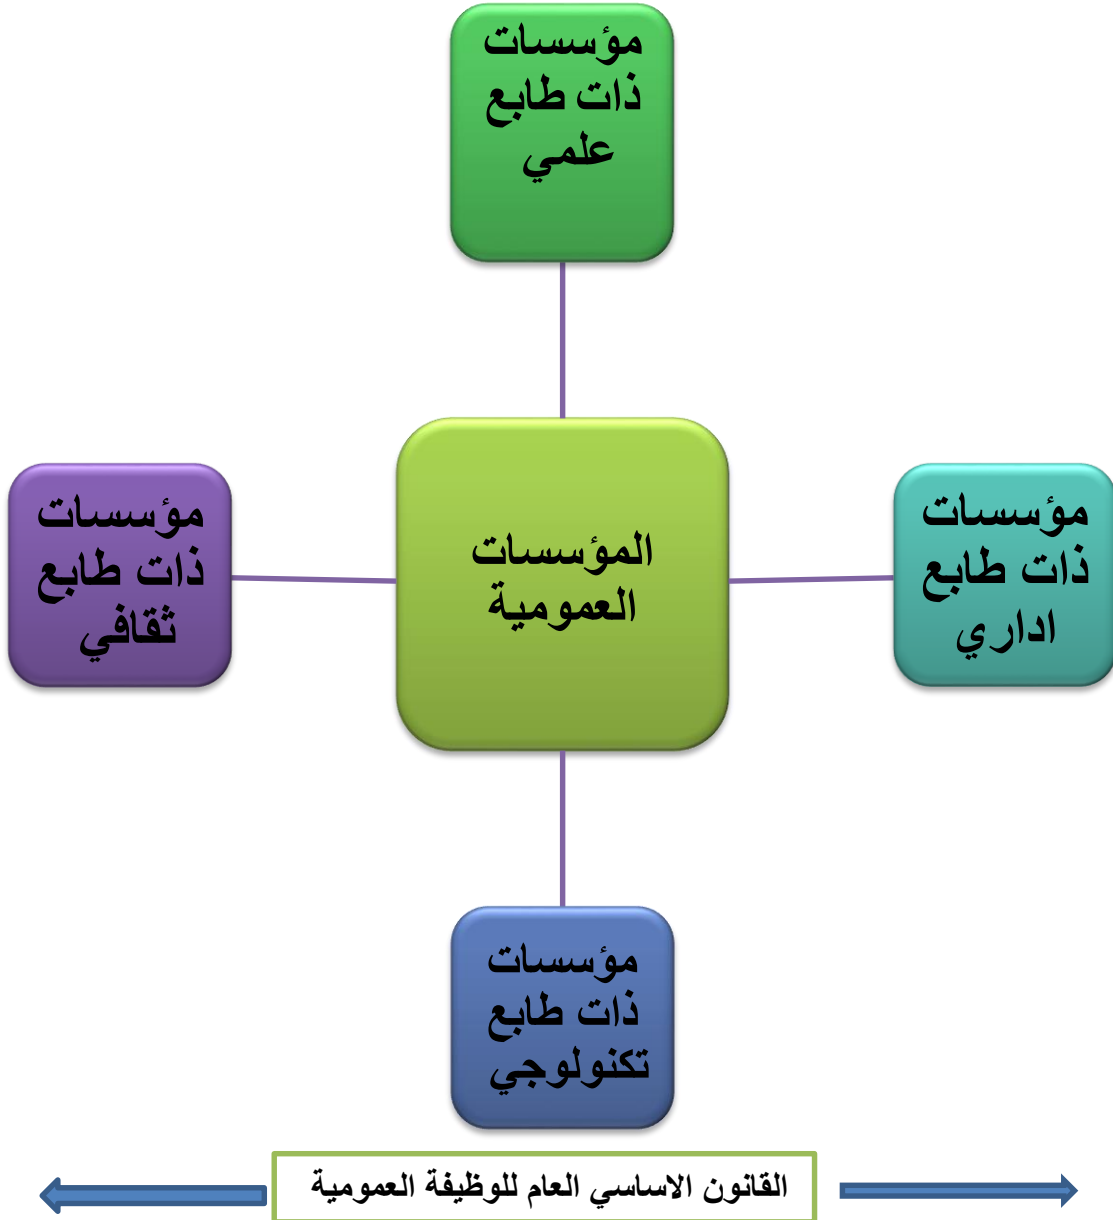 مؤسسات
ذات طابع
علمي
مؤسسات
ذات طابع
اداري
المؤسسات
العمومية
مؤسسات
ذات طابع
ثقافي
مؤسسات
ذات طابع
تكنولوجي
القانون الاساسي العام للوظيفة العمومية